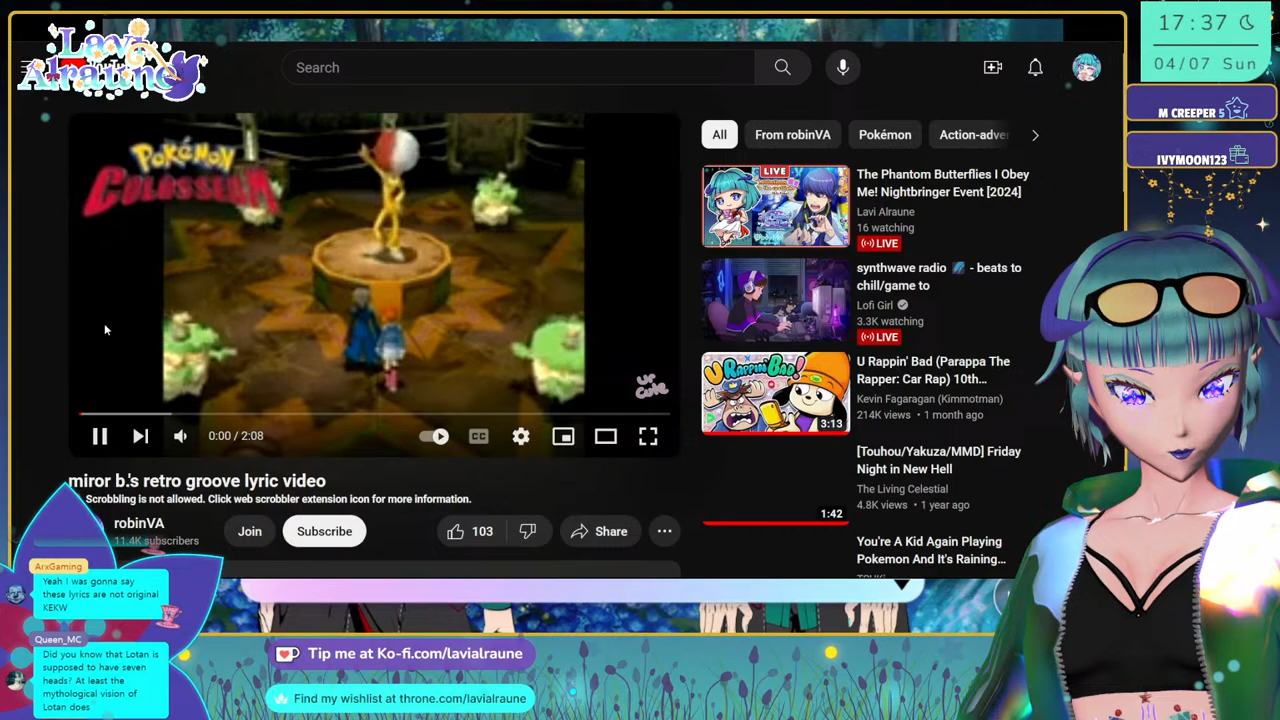 Lavi
Alraune
Search
17:37
04/07 Sun
M CREEPER 5
IVYMOON123
POKéMON
COLOSSEUM
ur
cute
0:00 / 2:08
CC
miror b.'s retro groove lyric video
Scrobbling is not allowed. Click web scrobbler extension icon for more information.
robinVA
11.4K subscribers
Join
Subscribe
103
Share
All
From robinVA
Pokémon
Action-adve
LIVE
The Phantom Butterflies I Obey
Me! Nightbringer Event [2024]
Lavi Alraune
16 watching
LIVE
synthwave radio 🌌 - beats to
chill/game to
Lofi Girl
3.3K watching
LIVE
U RAPPIN' BAD!
3:13
U Rappin' Bad (Parappa The
Rapper: Car Rap) 10th...
Kevin Fagaragan (Kimmotman)
214K views • 1 month ago
1:42
[Touhou/Yakuza/MMD] Friday
Night in New Hell
The Living Celestial
4.8K views • 1 year ago
You're A Kid Again Playing
Pokemon And It's Raining...
ArxGaming
Yeah I was gonna say
these lyrics are not original
KEKW
Queen_MC
Did you know that Lotan is
supposed to have seven
heads? At least the
mythological vision of
Lotan does
Tip me at Ko-fi.com/lavialraune
Find my wishlist at throne.com/lavialraune